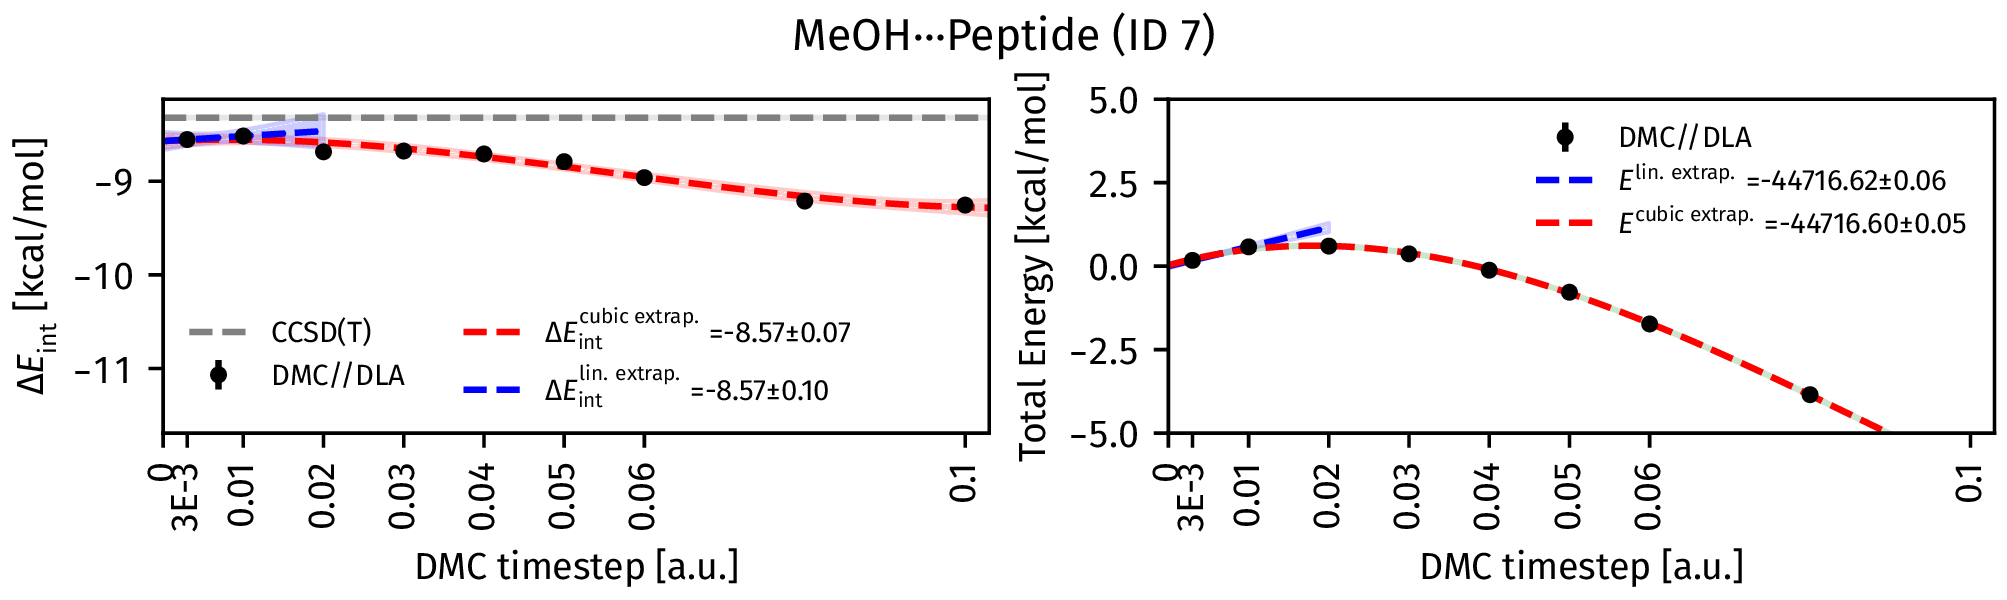 MeOH···Peptide (ID 7)
ΔE_int [kcal/mol]
−9
−10
−11
CCSD(T)
DMC//DLA
ΔE_int^cubic extrap. =-8.57±0.07
ΔE_int^lin. extrap. =-8.57±0.10
0
3E-3
0.01
0.02
0.03
0.04
0.05
0.06
0.1
DMC timestep [a.u.]
Total Energy [kcal/mol]
5.0
2.5
0.0
−2.5
−5.0
DMC//DLA
E^lin. extrap. =-44716.62±0.06
E^cubic extrap. =-44716.60±0.05
0
3E-3
0.01
0.02
0.03
0.04
0.05
0.06
0.1
DMC timestep [a.u.]